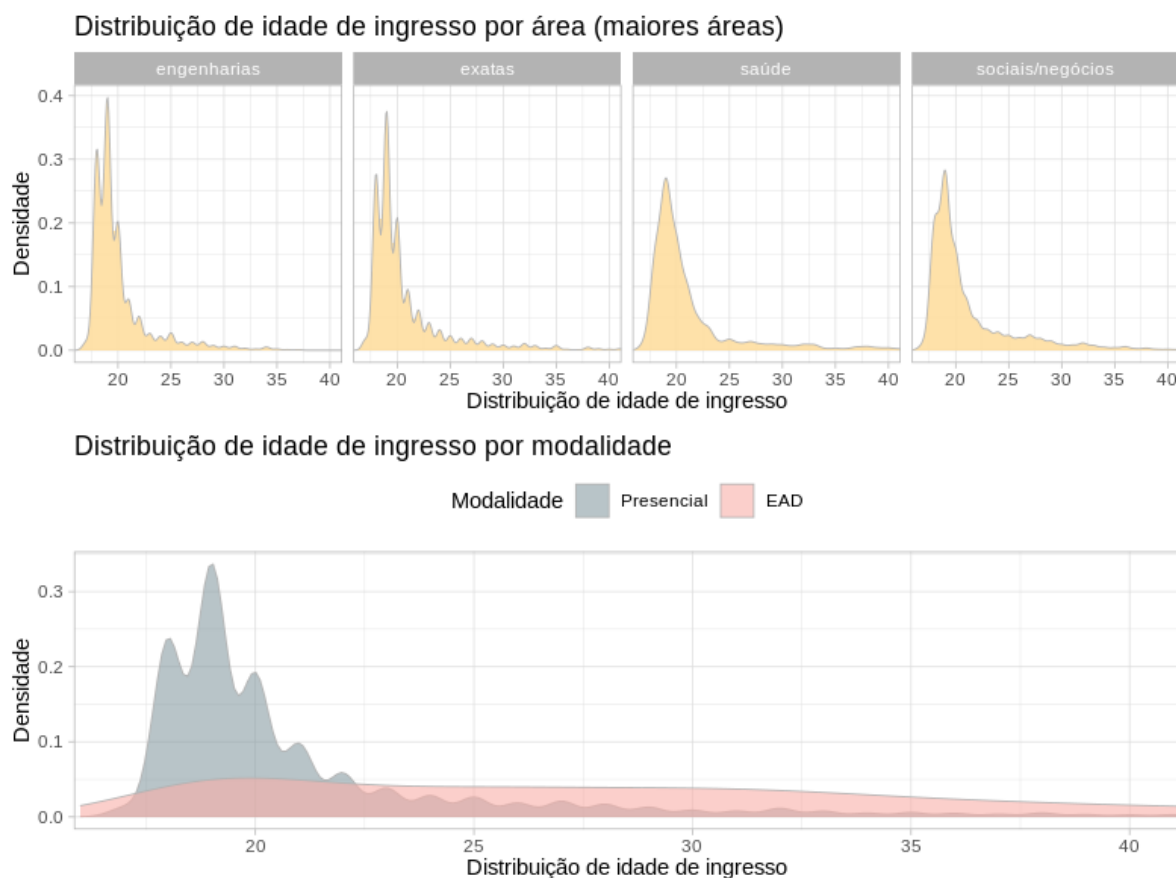 Distribuição de idade de ingresso por área (maiores áreas)
engenharias exatas saúde sociais/negócios
Densidade
0.4
0.3
0.2
0.1
0.0
20 25 30 35 40 20 25 30 35 40 20 25 30 35 40 20 25 30 35 40
Distribuição de idade de ingresso
Distribuição de idade de ingresso por modalidade
Modalidade Presencial EAD
Densidade
0.3
0.2
0.1
0.0
20 25 30 35 40
Distribuição de idade de ingresso